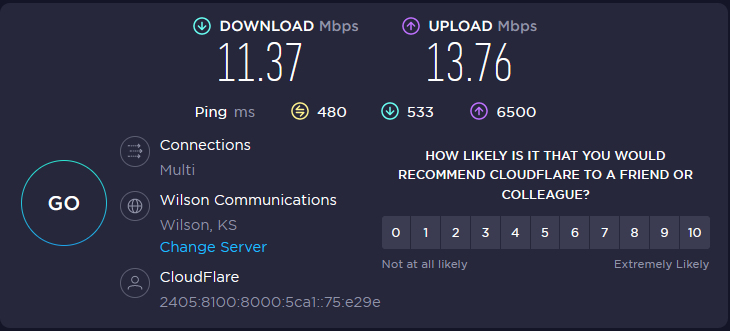 DOWNLOAD Mbps
11.37
UPLOAD Mbps
13.76
Ping ms 480 533 6500
Connections
Multi
GO
Wilson Communications
Wilson, KS
Change Server
CloudFlare
2405:8100:8000:5ca1::75:e29e
HOW LIKELY IS IT THAT YOU WOULD
RECOMMEND CLOUDFLARE TO A FRIEND OR
COLLEAGUE?
0 1 2 3 4 5 6 7 8 9 10
Not at all likely Extremely Likely